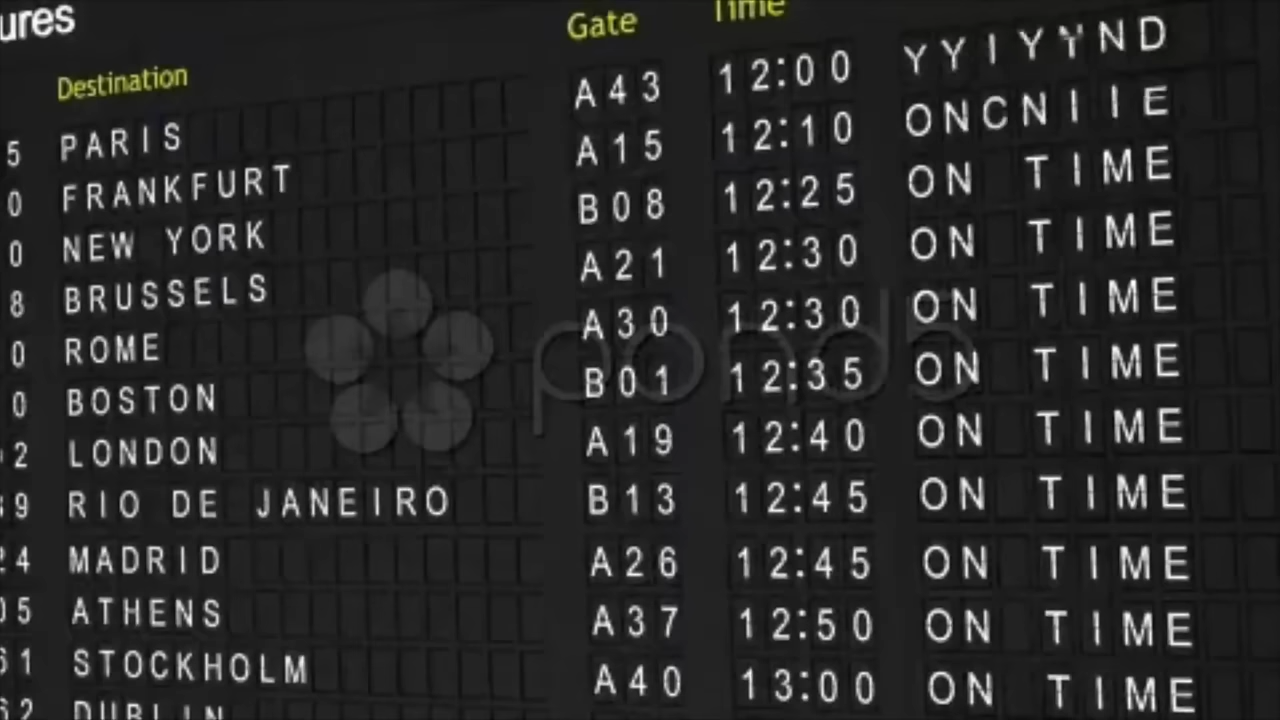 ures
Destination Gate Time
5 PARIS A43 12:00 YYIYYND
0 FRANKFURT A15 12:10 ONCNIIE
0 NEW YORK B08 12:25 ON TIME
8 BRUSSELS A21 12:30 ON TIME
0 ROME A30 12:30 ON TIME
0 BOSTON B01 12:35 ON TIME
2 LONDON A19 12:40 ON TIME
9 RIO DE JANEIRO B13 12:45 ON TIME
24 MADRID A26 12:45 ON TIME
05 ATHENS A37 12:50 ON TIME
61 STOCKHOLM A40 13:00 ON TIME
62 DUBLIN
pond5